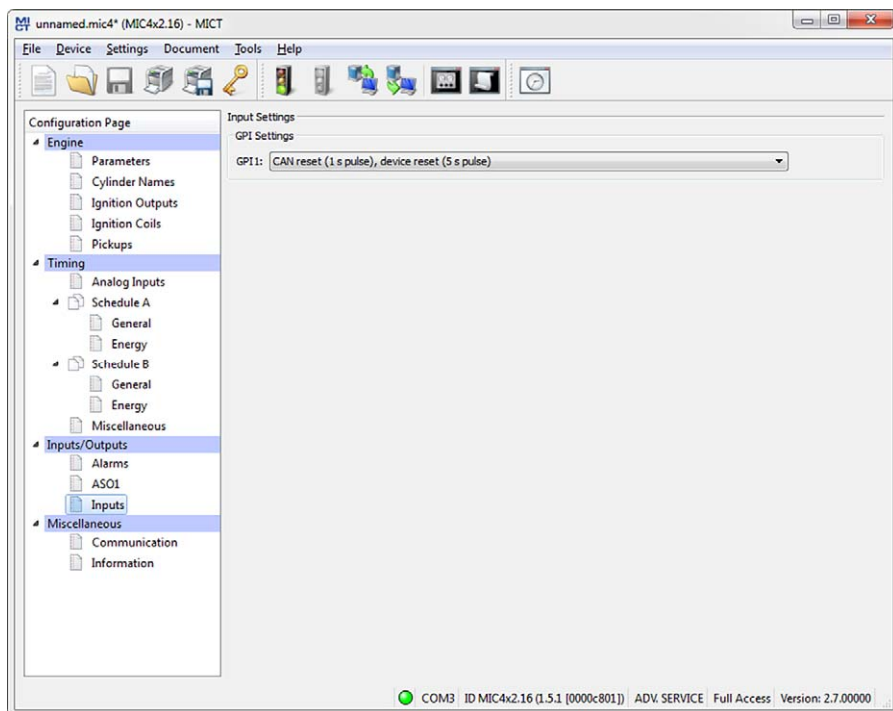 MICT
unnamed.mic4* (MIC4x2.16) - MICT
File Device Settings Document Tools Help
Configuration Page
Engine
Parameters
Cylinder Names
Ignition Outputs
Ignition Coils
Pickups
Timing
Analog Inputs
Schedule A
General
Energy
Schedule B
General
Energy
Miscellaneous
Inputs/Outputs
Alarms
ASO1
Inputs
Miscellaneous
Communication
Information
Input Settings
GPI Settings
GPI1: CAN reset (1 s pulse), device reset (5 s pulse)
COM3 ID MIC4x2.16 (1.5.1 [0000c801]) ADV. SERVICE Full Access Version: 2.7.00000